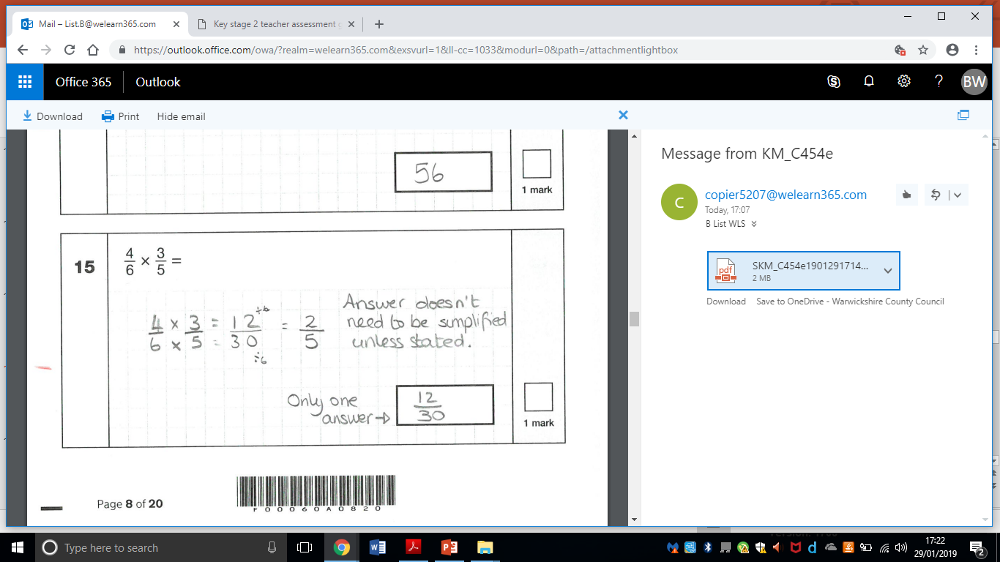 Mail – List.B@welearn365.com
Key stage 2 teacher assessment g
https://outlook.office.com/owa/?realm=welearn365.com&exsvurl=1&ll-cc=1033&modurl=0&path=/attachmentlightbox
Office 365
Outlook
BW
Download
Print
Hide email
56
1 mark
15
4/6 × 3/5 =
4/6 × 3/5 = 12/30 = 2/5
÷6
÷6
Answer doesn't
need to be simplified
unless stated.
Only one
answer →
12/30
1 mark
Page 8 of 20
F00060A0820
Message from KM_C454e
C
copier5207@welearn365.com
Today, 17:07
B List WLS
pdf
SKM_C454e1901291714...
2 MB
Download
Save to OneDrive - Warwickshire County Council
Type here to search
17:22
29/01/2019
2